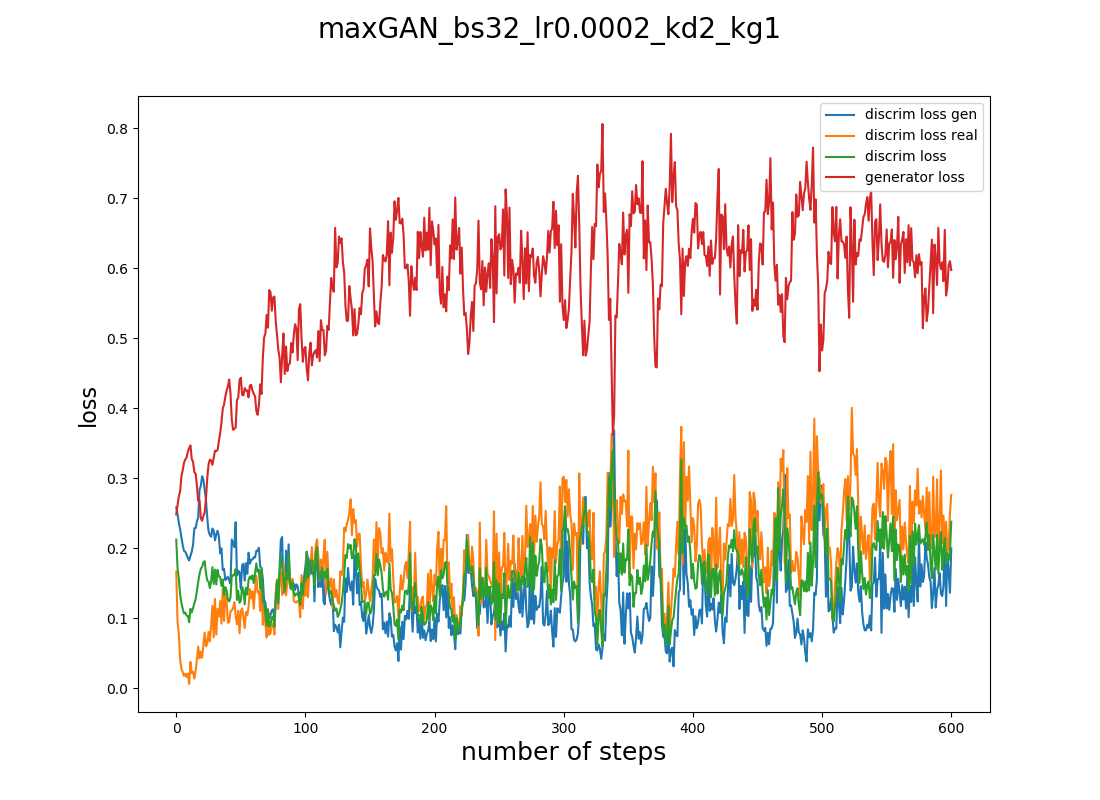 maxGAN_bs32_lr0.0002_kd2_kg1
discrim loss gen
discrim loss real
discrim loss
generator loss
loss
0.8
0.7
0.6
0.5
0.4
0.3
0.2
0.1
0.0
0 100 200 300 400 500 600
number of steps